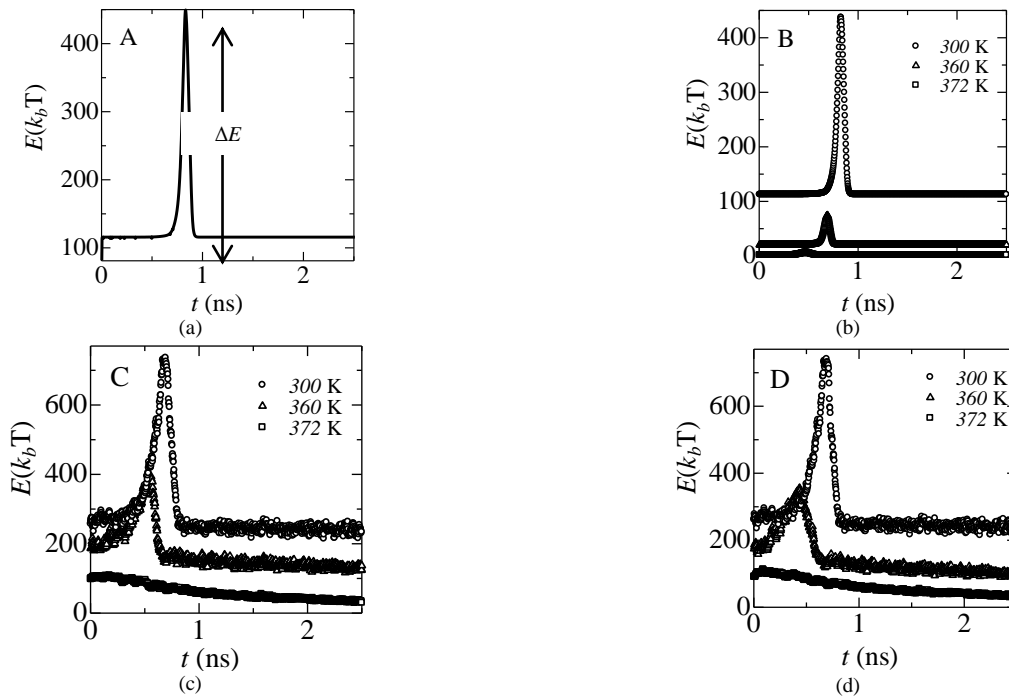 A
E(k_bT)
400
300
200
100
ΔE
0
1
2
t (ns)
(a)
B
E(k_bT)
400
300
200
100
0
300 K
360 K
372 K
0
1
2
t (ns)
(b)
C
E(k_bT)
600
400
200
0
300 K
360 K
372 K
0
1
2
t (ns)
(c)
D
E(k_bT)
600
400
200
0
300 K
360 K
372 K
0
1
2
t (ns)
(d)